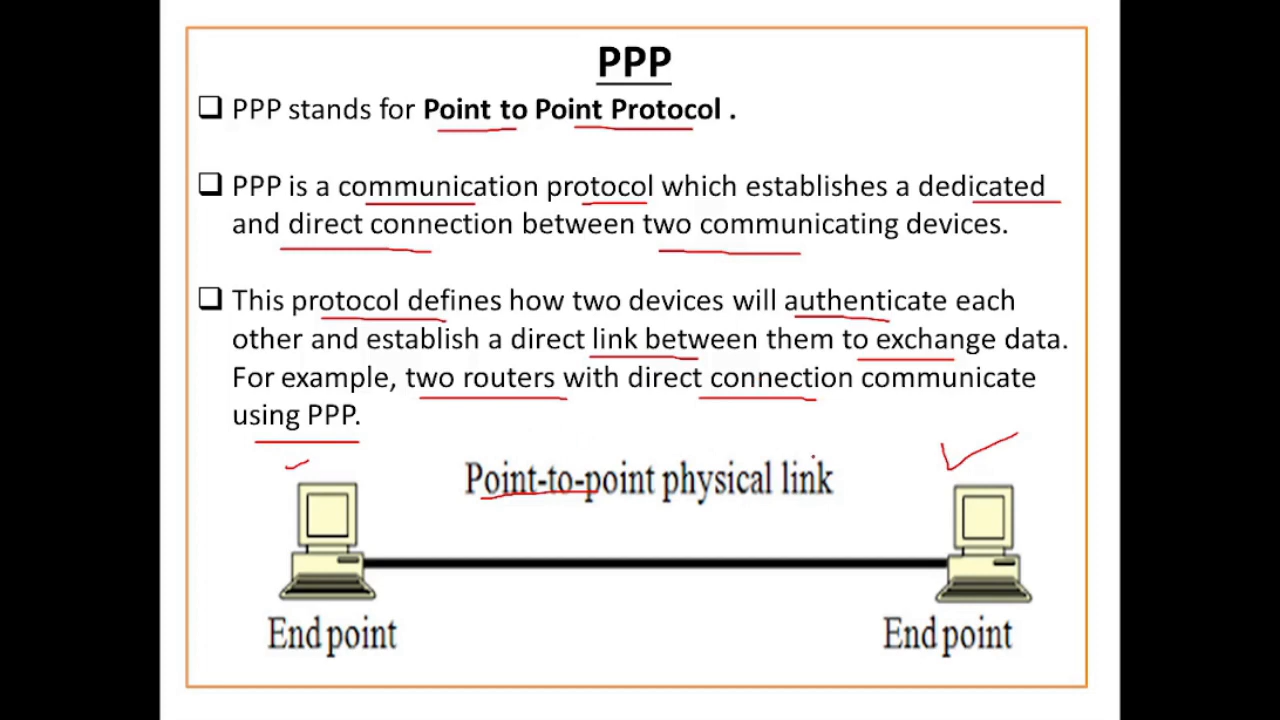 PPP
❑ PPP stands for Point to Point Protocol .
❑ PPP is a communication protocol which establishes a dedicated
and direct connection between two communicating devices.
❑ This protocol defines how two devices will authenticate each
other and establish a direct link between them to exchange data.
For example, two routers with direct connection communicate
using PPP.
Point-to-point physical link
End point
End point